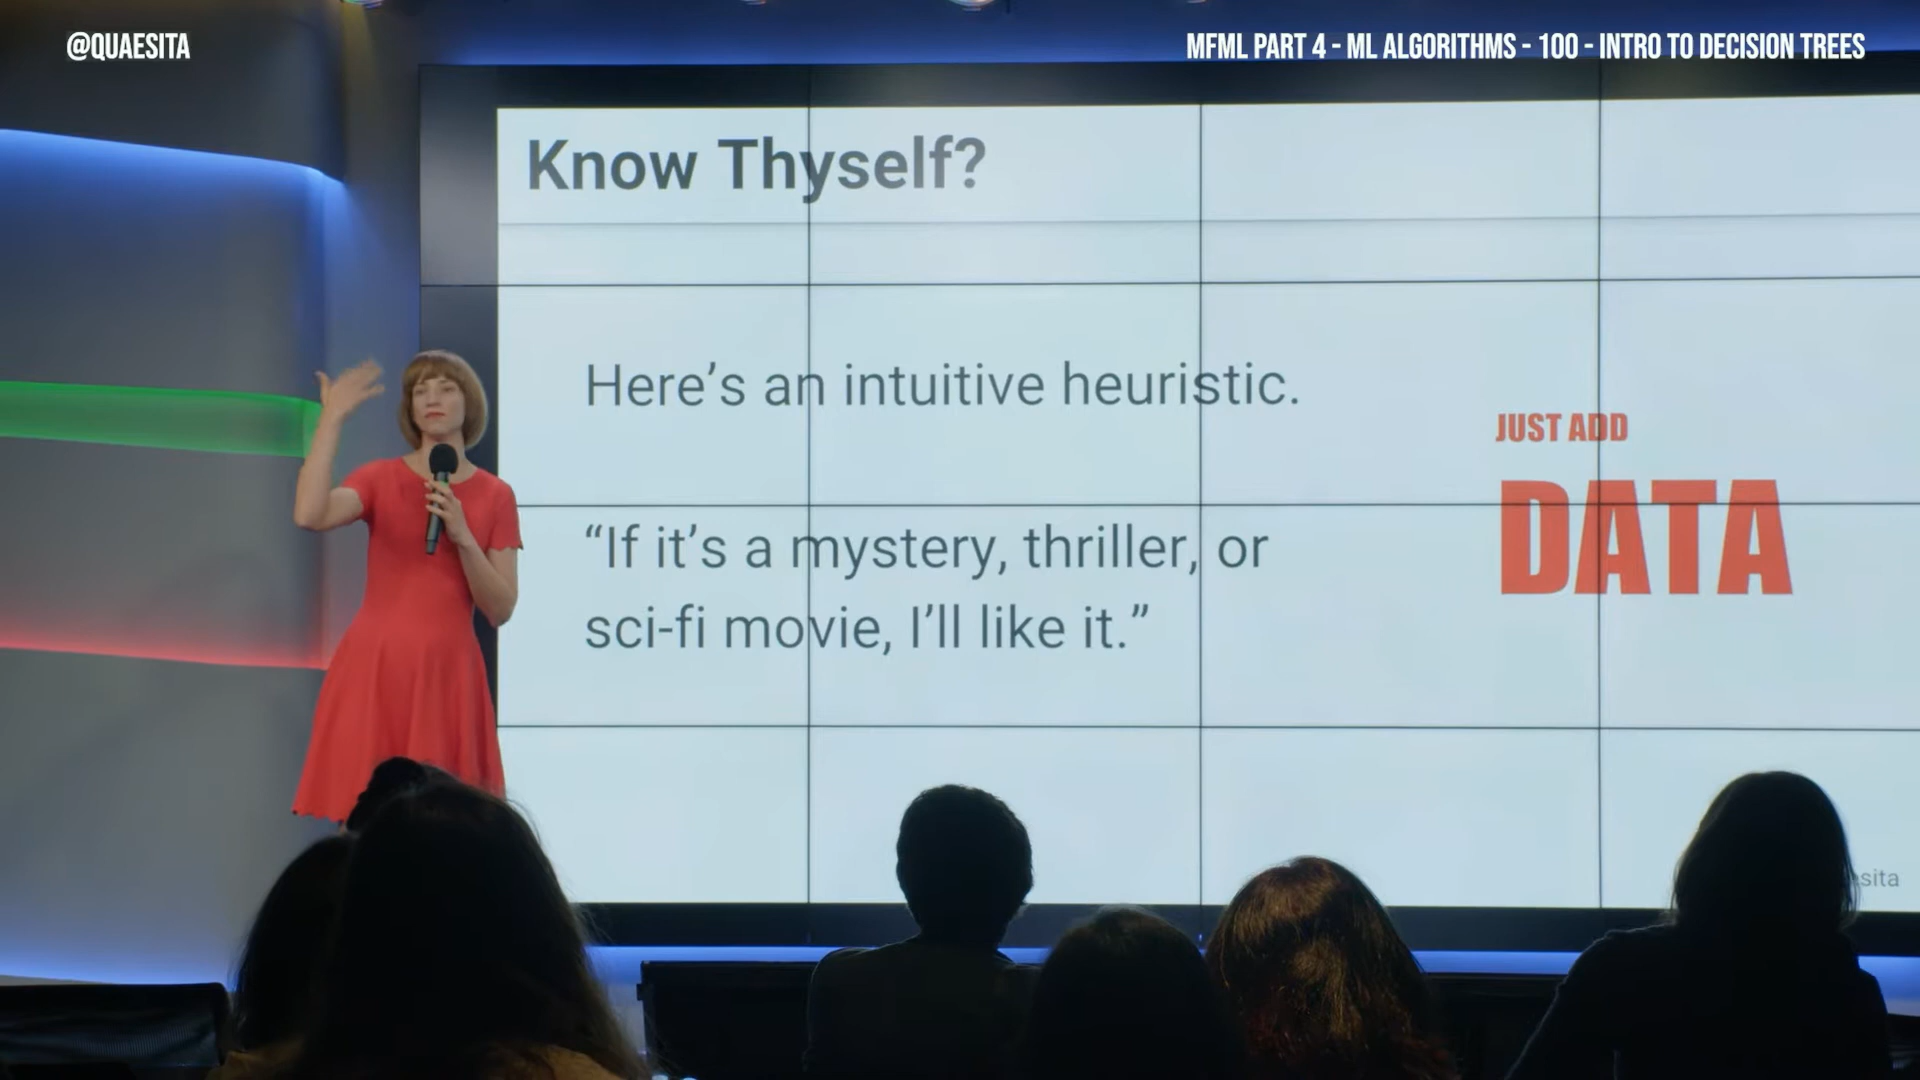 @QUAESITA
MFML PART 4 - ML ALGORITHMS - 100 - INTRO TO DECISION TREES
Know Thyself?
Here's an intuitive heuristic.
“If it's a mystery, thriller, or
sci-fi movie, I'll like it.”
JUST ADD
DATA